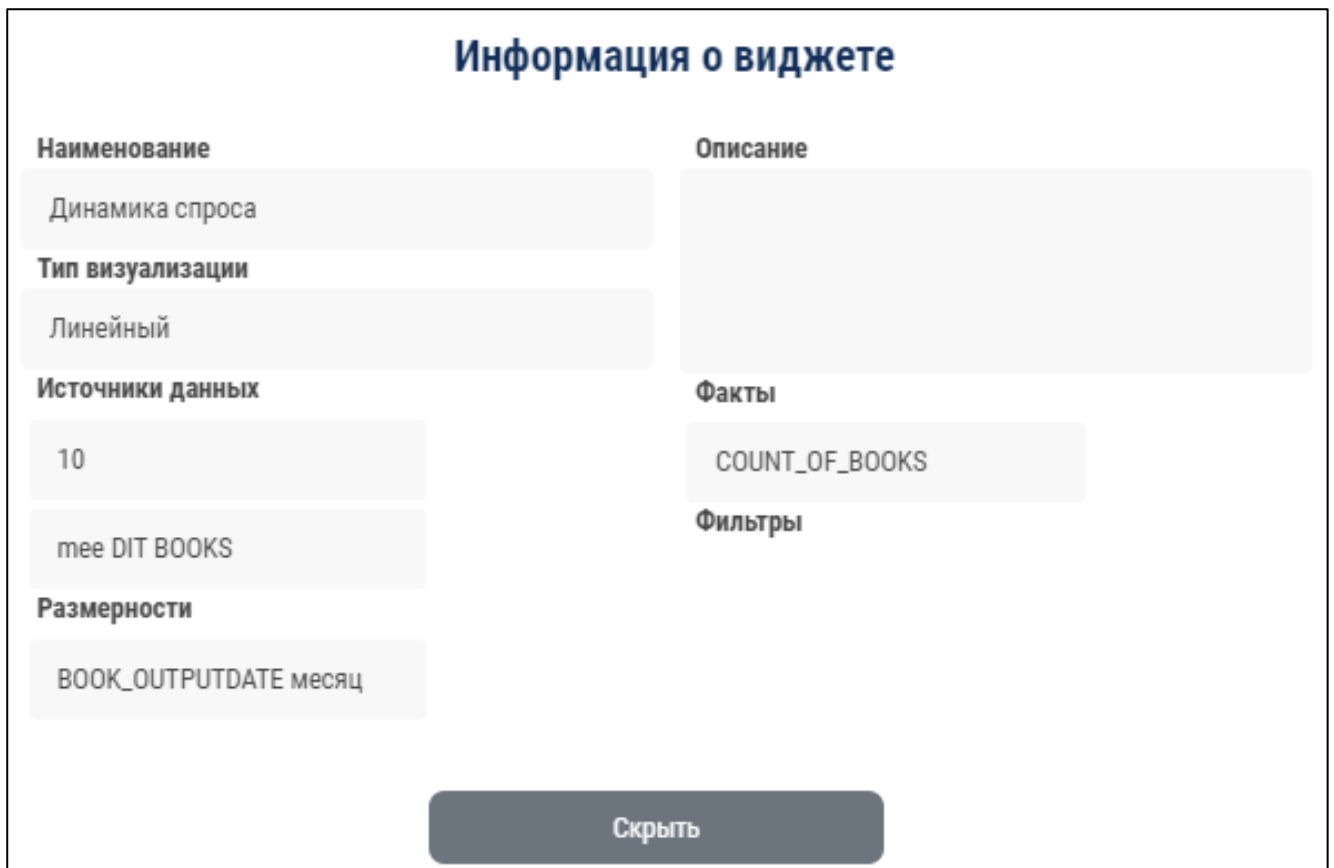 Информация о виджете
Наименование
Динамика спроса
Тип визуализации
Линейный
Источники данных
10
mee DIT BOOKS
Размерности
BOOK_OUTPUTDATE месяц
Описание
Факты
COUNT_OF_BOOKS
Фильтры
Скрыть